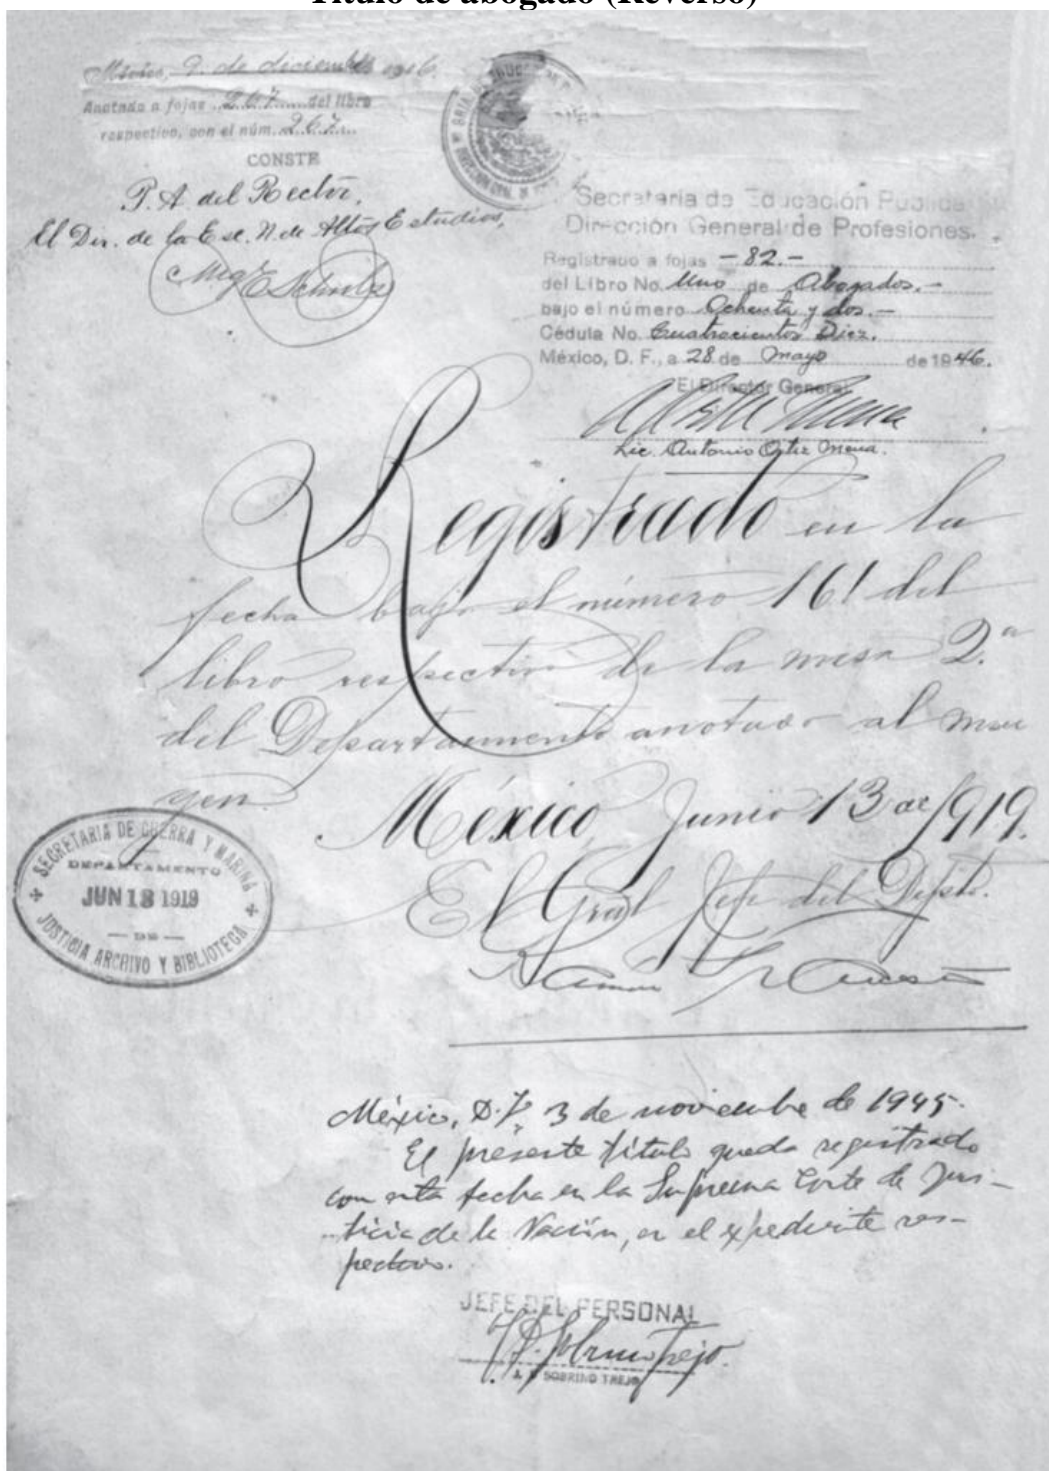 Título de abogado (Reverso)
México, 9. de diciembre 1916.
Anotado a fojas 267 del libro
respectivo, con el núm. 267
CONSTE
P. A. del Rector,
El Dir. de la Esc. N. de Altos Estudios,
Secretaría de Educación Pública
Dirección General de Profesiones.
Registrado a fojas - 82.-
del Libro No. Uno de Abogados.-
bajo el número Ochenta y dos.-
Cédula No. Cuatrocientos Diez.
México, D. F., a 28 de mayo de 1946.
El Director General
Lic. Antonio Ortiz Mena.
Registrado en la
fecha bajo el número 161 del
libro respectivo de la mesa 2.ª
del Departamento anotado al mar
gen.
México, Junio 13 de 1919.
El Gral Jefe del Depto.
SECRETARIA DE GUERRA Y MARINA
DEPARTAMENTO
JUN 13 1919
- DE -
JUSTICIA ARCHIVO Y BIBLIOTECA.
México, D. F. 3 de noviembre de 1945.
El presente título queda registrado
con esta fecha en la Suprema Corte de Jus-
ticia de la Nación, en el expediente res-
pectivo.
JEFE DEL PERSONAL
SOBRINO TREJO